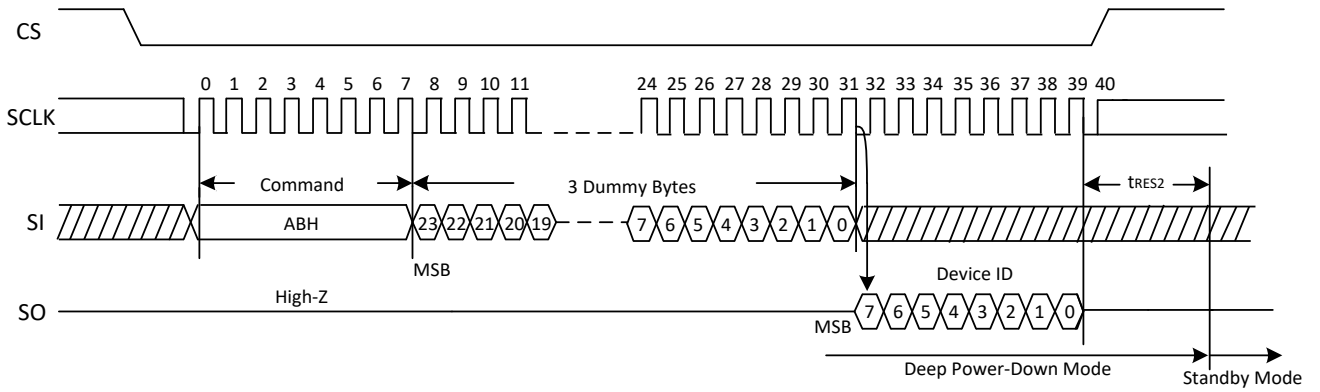 CS
0 1 2 3 4 5 6 7 8 9 10 11 24 25 26 27 28 29 30 31 32 33 34 35 36 37 38 39 40
SCLK
Command 3 Dummy Bytes tRES2
SI ABH 23 22 21 20 19 7 6 5 4 3 2 1 0
MSB Device ID
High-Z
SO 7 6 5 4 3 2 1 0
MSB
Deep Power-Down Mode Standby Mode